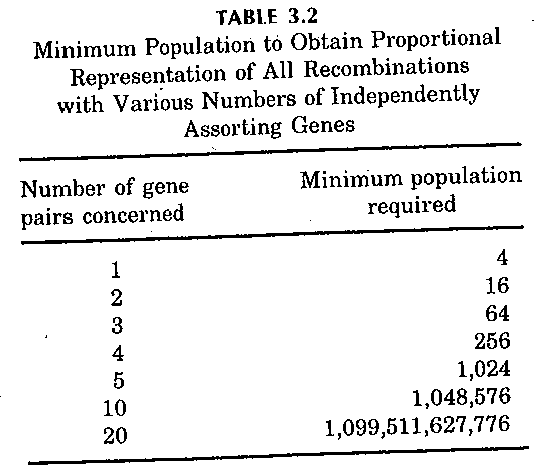 TABLE 3.2
Minimum Population to Obtain Proportional
Representation of All Recombinations
with Various Numbers of Independently
Assorting Genes
Number of gene Minimum population
pairs concerned required
1 4
2 16
3 64
4 256
5 1,024
10 1,048,576
20 1,099,511,627,776